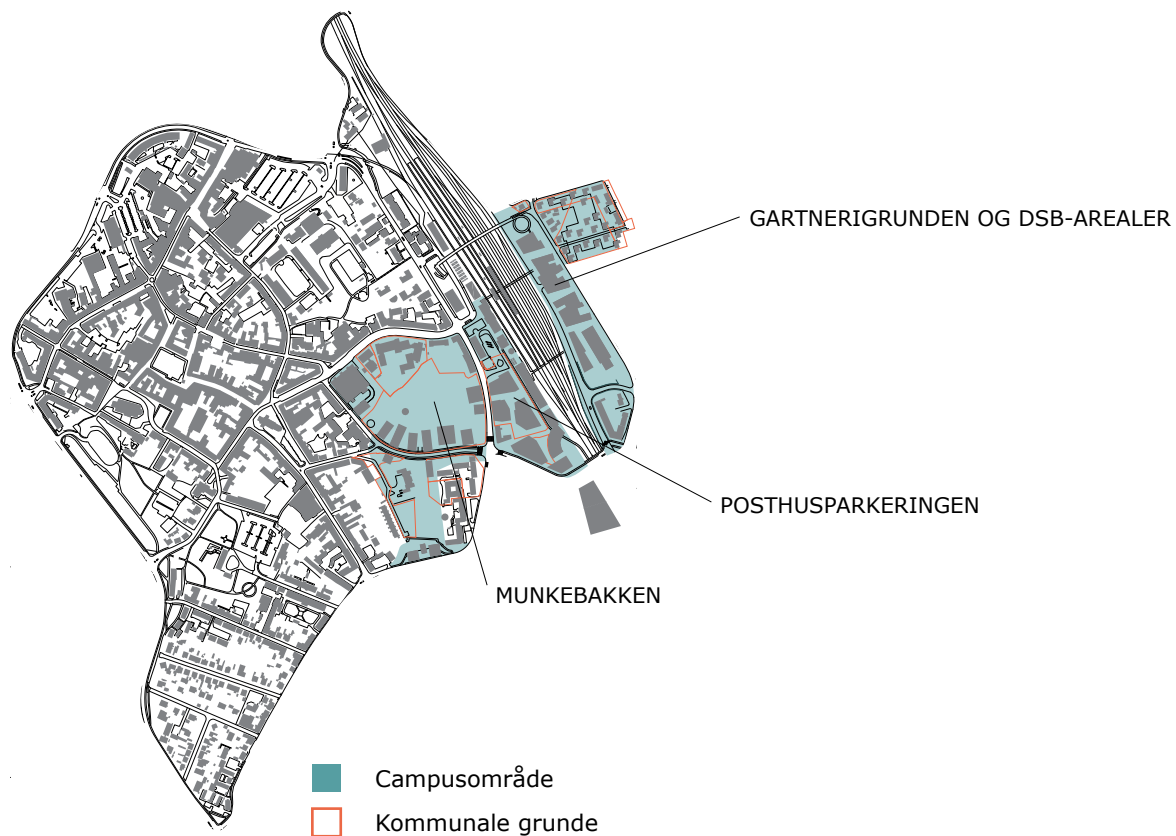 GARTNERIGRUNDEN OG DSB-AREALER
POSTHUSPARKERINGEN
MUNKEBAKKEN
Campusområde
Kommunale grunde